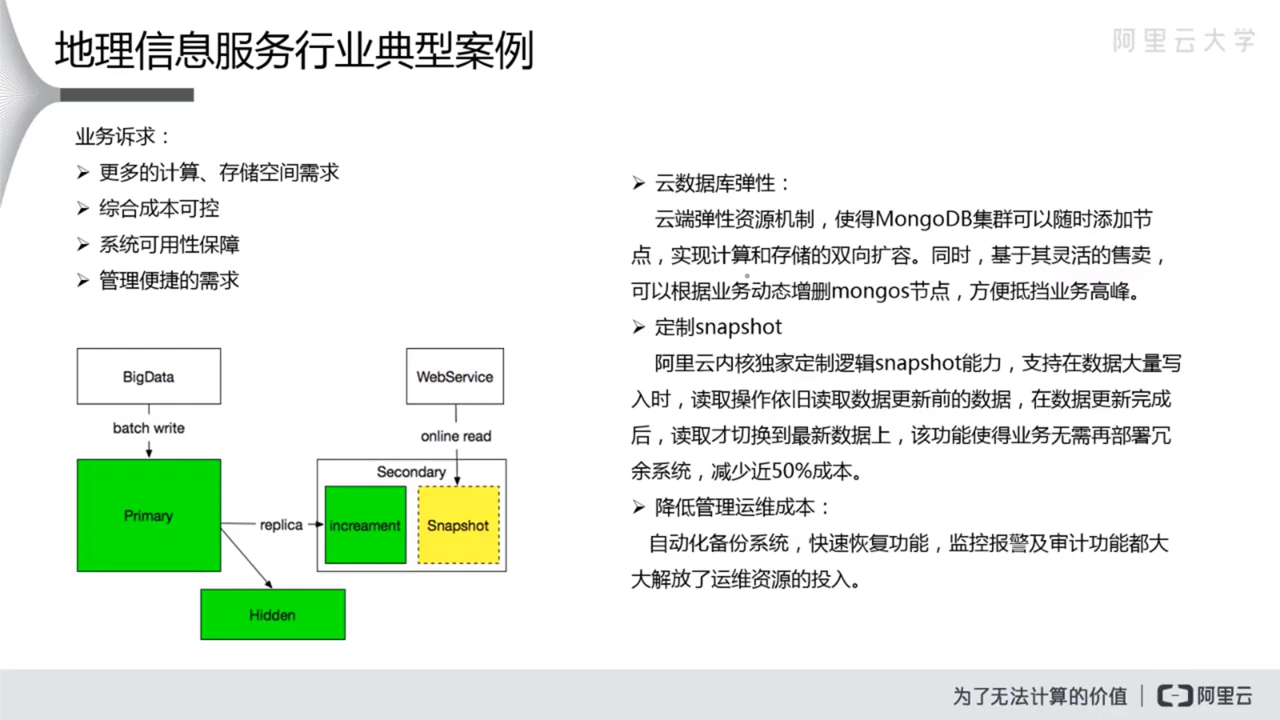 地理信息服务行业典型案例
阿里云大学
业务诉求：
更多的计算、存储空间需求
综合成本可控
系统可用性保障
管理便捷的需求
BigData
WebService
batch write
online read
Primary
Secondary
replica
increament
Snapshot
Hidden
云数据库弹性：
云端弹性资源机制，使得MongoDB集群可以随时添加节
点，实现计算和存储的双向扩容。同时，基于其灵活的售卖，
可以根据业务动态增删mongos节点，方便抵挡业务高峰。
定制snapshot
阿里云内核独家定制逻辑snapshot能力，支持在数据大量写
入时，读取操作依旧读取数据更新前的数据，在数据更新完成
后，读取才切换到最新数据上，该功能使得业务无需再部署冗
余系统，减少近50%成本。
降低管理运维成本：
自动化备份系统，快速恢复功能，监控报警及审计功能都大
大解放了运维资源的投入。
为了无法计算的价值 | 阿里云